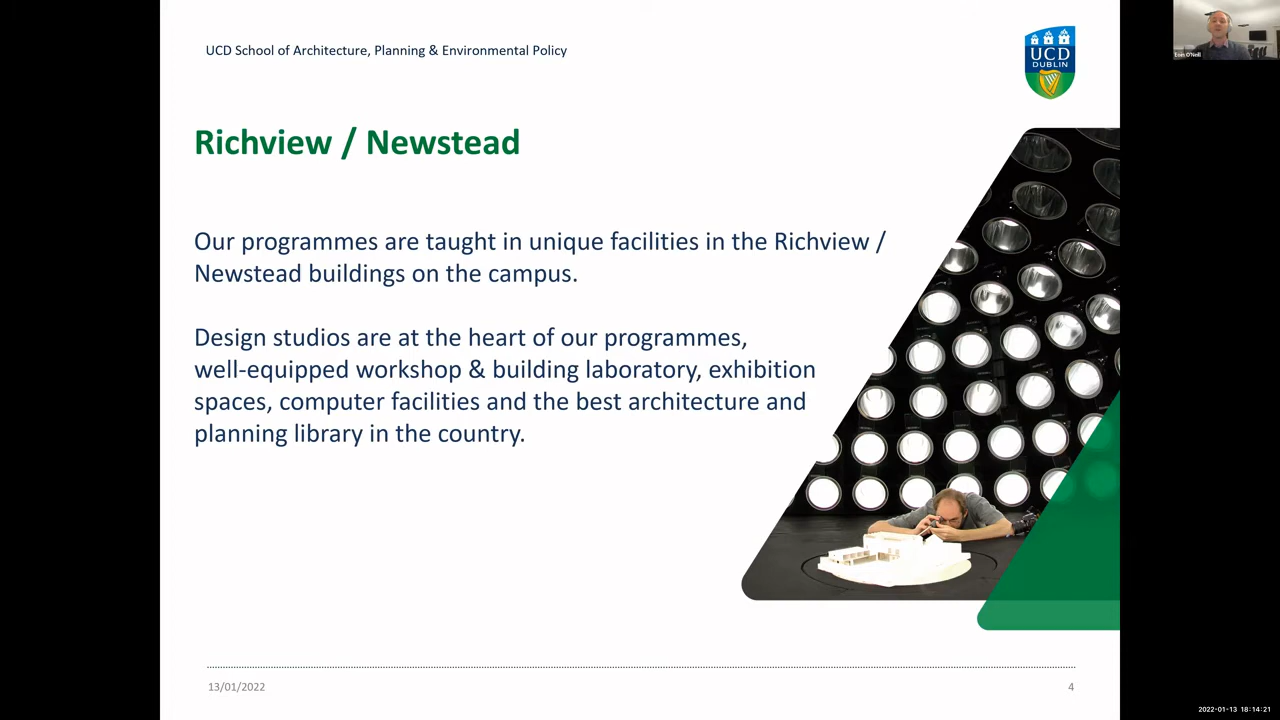 UCD School of Architecture, Planning & Environmental Policy
UCD
DUBLIN
Eoin O'Neill
Richview / Newstead
Our programmes are taught in unique facilities in the Richview /
Newstead buildings on the campus.
Design studios are at the heart of our programmes,
well-equipped workshop & building laboratory, exhibition
spaces, computer facilities and the best architecture and
planning library in the country.
13/01/2022
4
2022-01-13 18:14:21